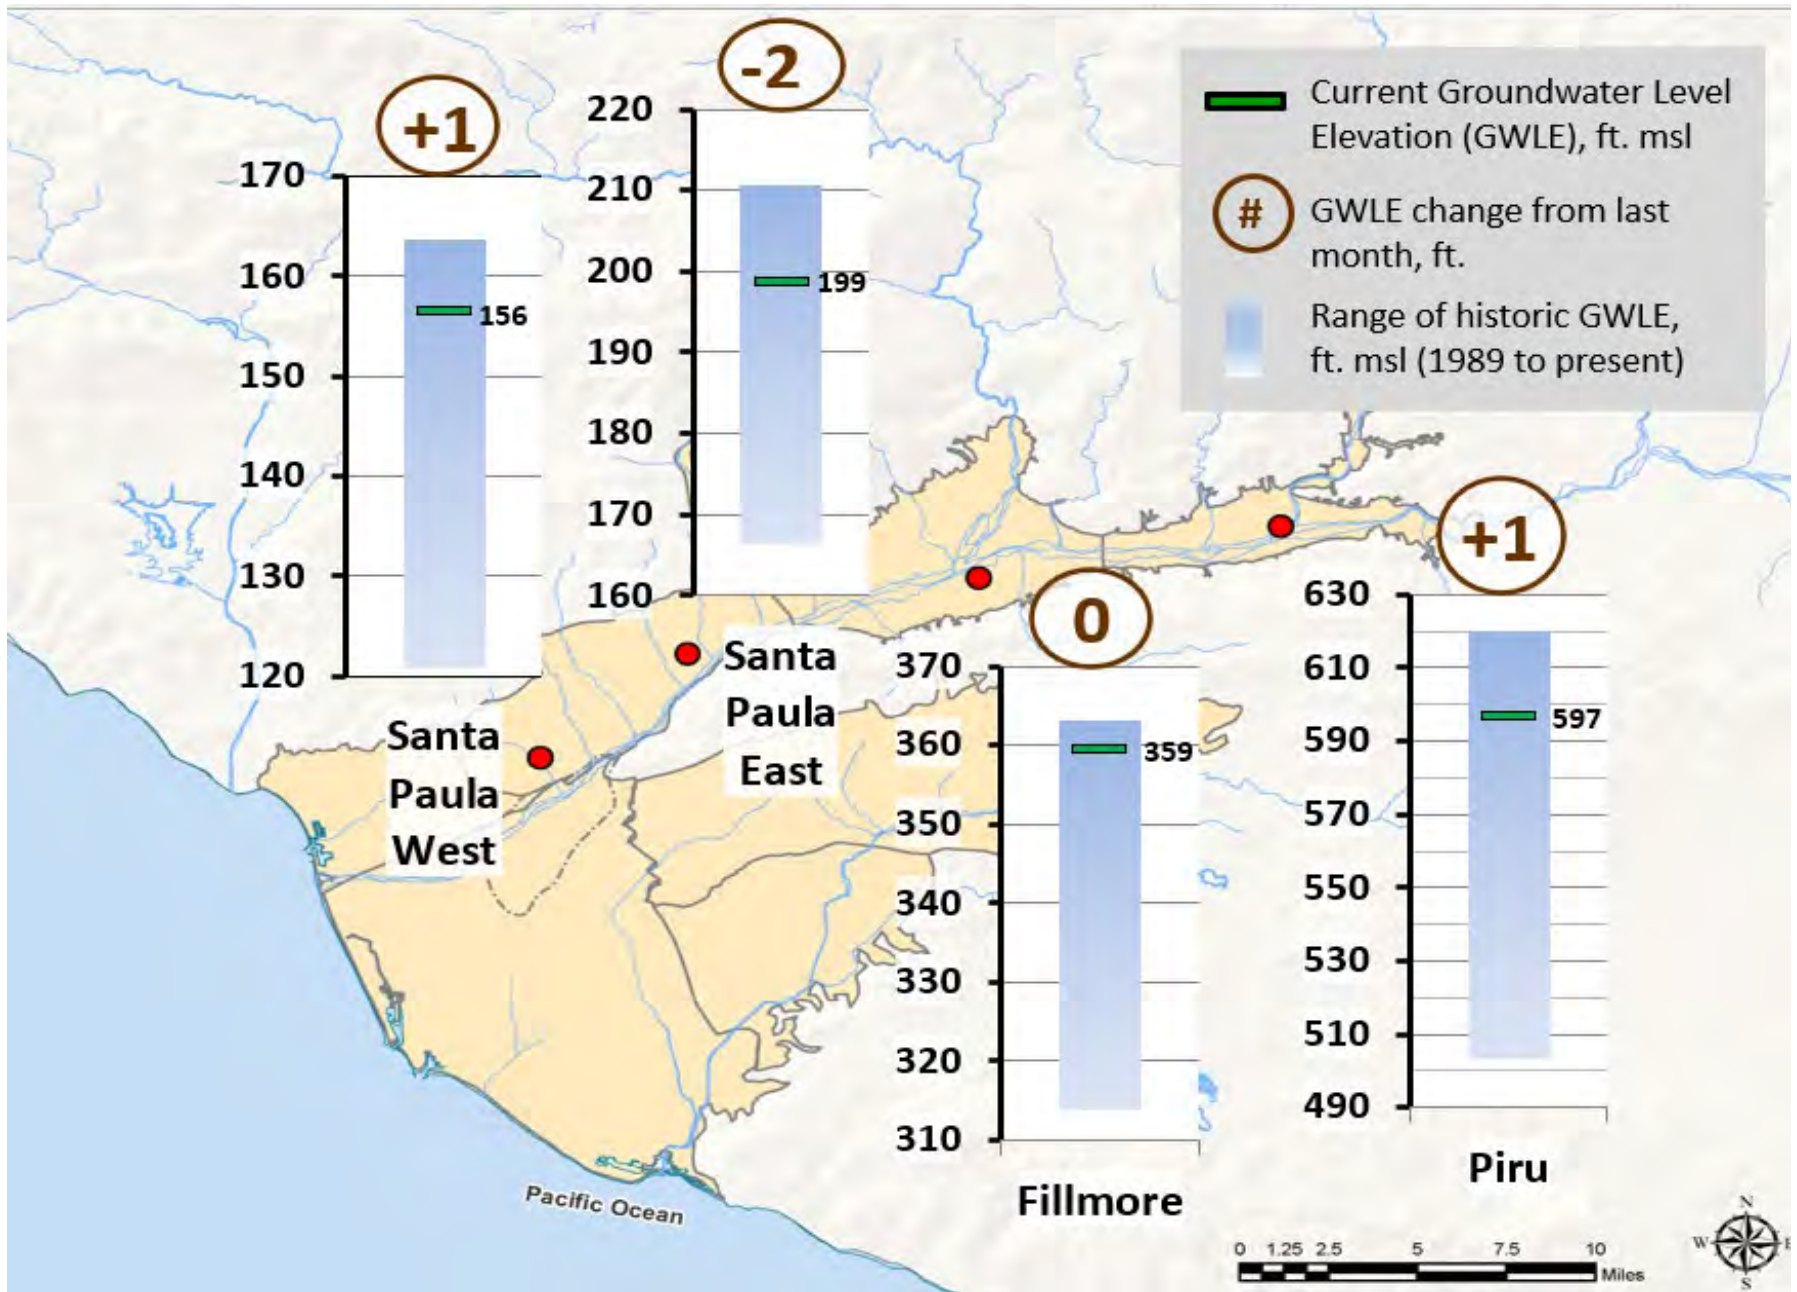 +1
170
160
150
140
130
120
156
Santa
Paula
West
-2
220
210
200
190
180
170
160
199
Santa
Paula
East
Current Groundwater Level
Elevation (GWLE), ft. msl
#
GWLE change from last
month, ft.
Range of historic GWLE,
ft. msl (1989 to present)
0
370
360
350
340
330
320
310
359
Fillmore
+1
630
610
590
570
550
530
510
490
597
Piru
Pacific Ocean
0 1.25 2.5 5 7.5 10
Miles
N
W E
S